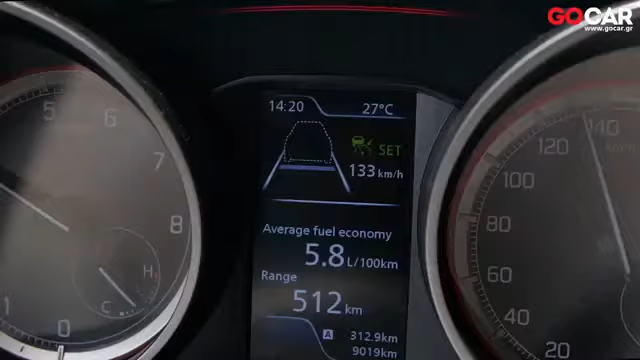 GOCAR
www.gocar.gr
14:20 27°C
SET
133 km/h
Average fuel economy
5.8 L/100km
Range
512 km
A 312.9km
9019km
5
6
7
8
H
C
1
0
140
120
100
80
60
40
20
km/h